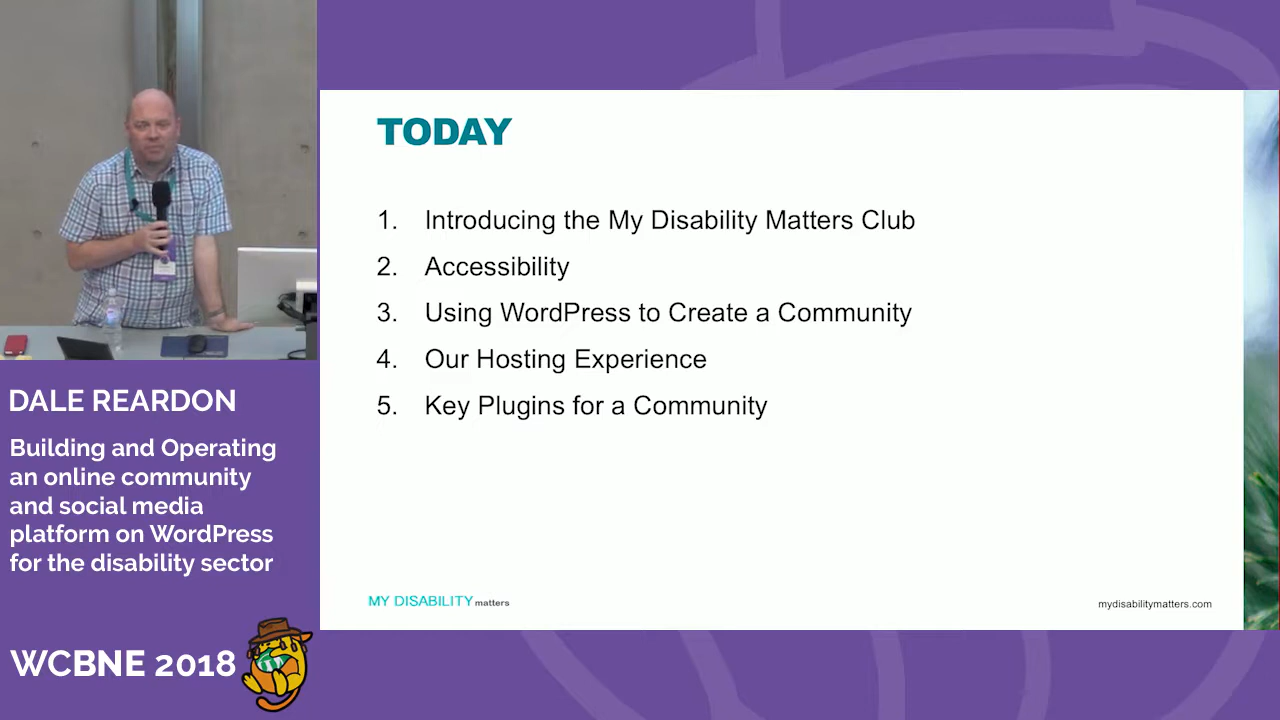 DALE REARDON
Building and Operating
an online community
and social media
platform on WordPress
for the disability sector
WCBNE 2018
TODAY
1. Introducing the My Disability Matters Club
2. Accessibility
3. Using WordPress to Create a Community
4. Our Hosting Experience
5. Key Plugins for a Community
MY DISABILITY matters
mydisabilitymatters.com